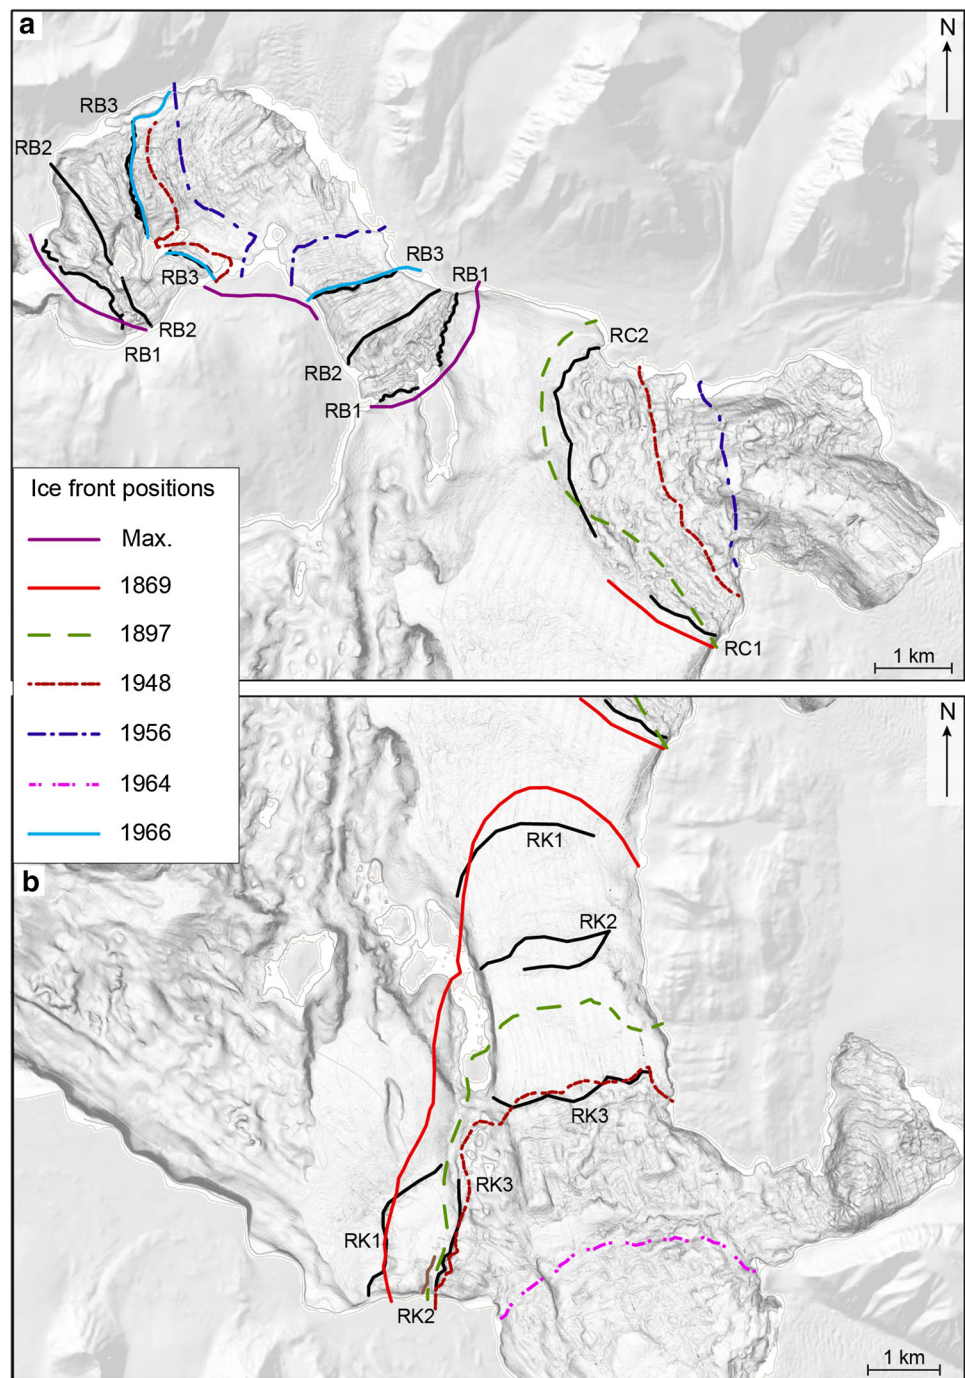 a
N
RB3
RB2
RB3
RB3
RB1
RB2
RB1
RB2
RB1
RC2
RC1
1 km
Ice front positions
Max.
1869
1897
1948
1956
1964
1966
b
N
RK1
RK2
RK3
RK3
RK1
RK2
1 km